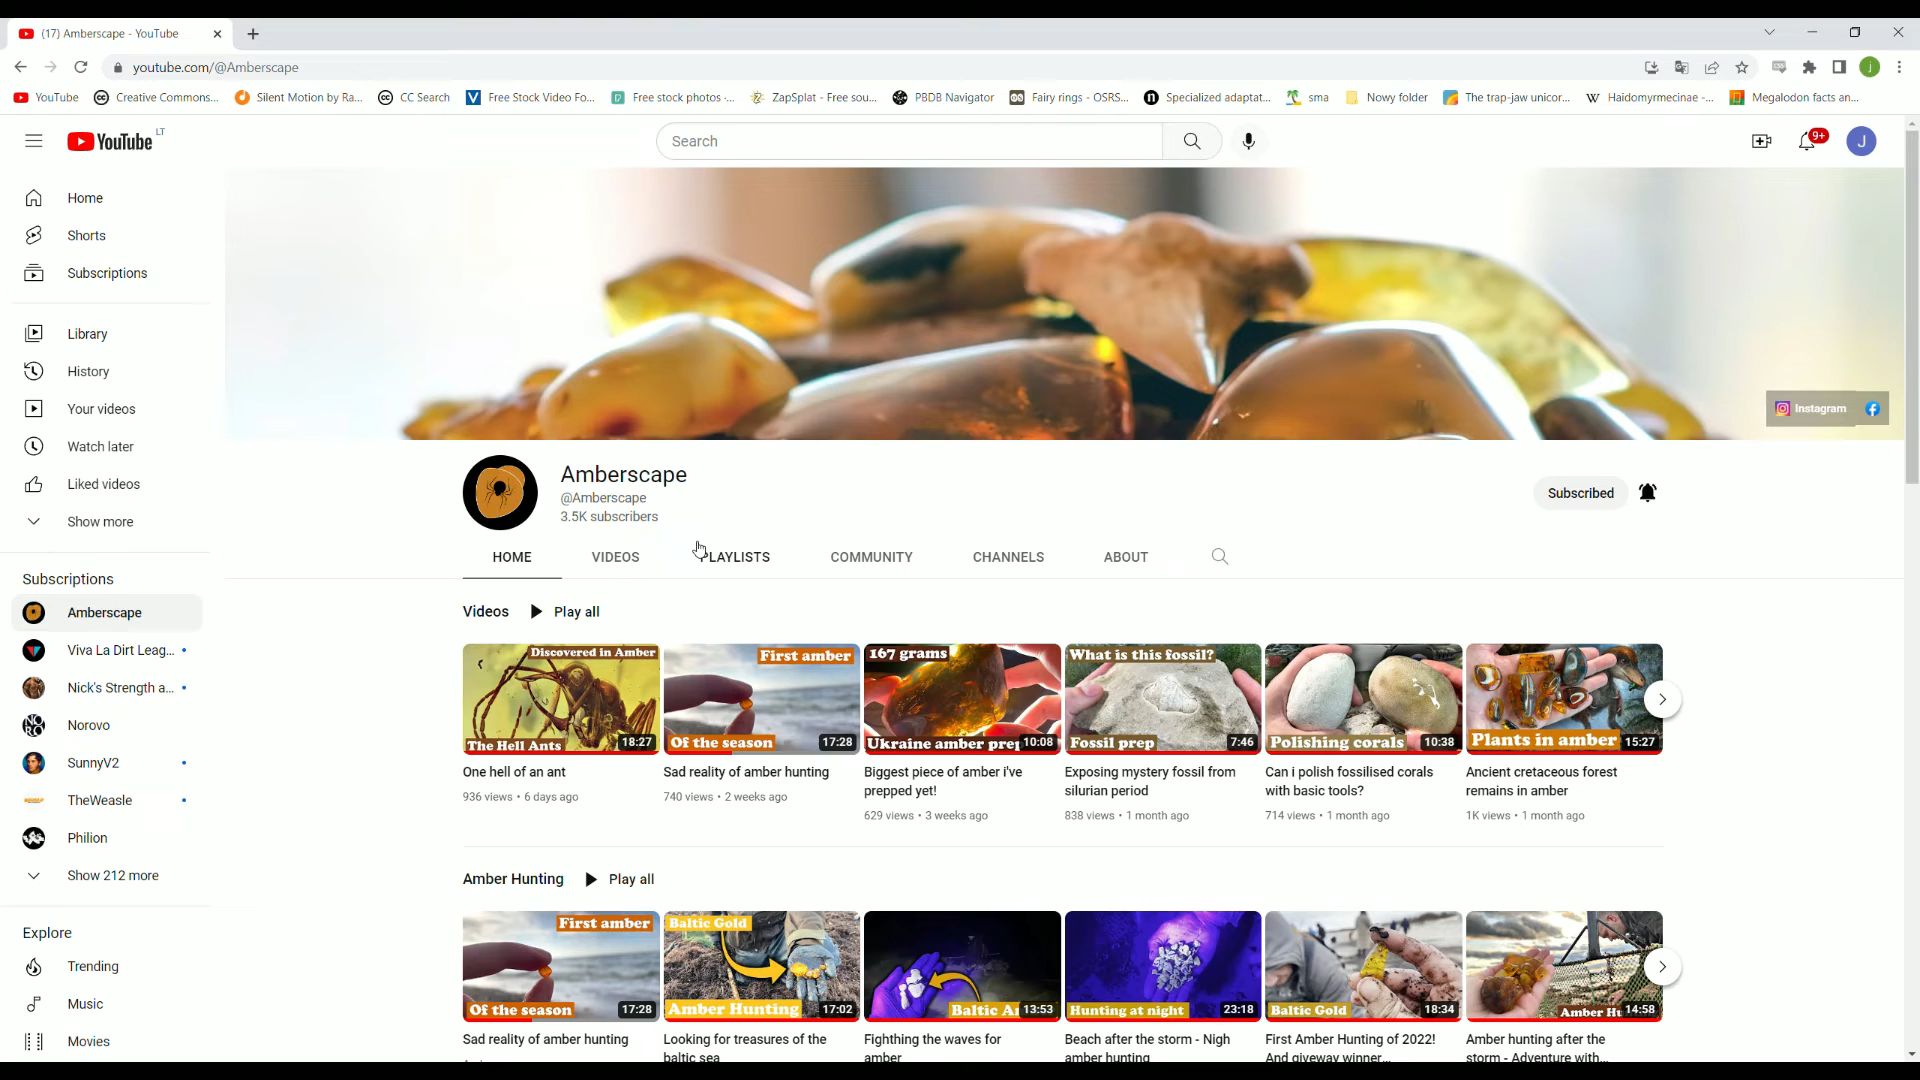 (17) Amberscape - YouTube
youtube.com/@Amberscape
YouTube
Creative Commons...
Silent Motion by Ra...
CC Search
Free Stock Video Fo...
Free stock photos -...
ZapSplat - Free sou...
PBDB Navigator
Fairy rings - OSRS...
Specialized adaptat...
sma
Nowy folder
The trap-jaw unicor...
Haidomyrmecinae -...
Megalodon facts an...
YouTube LT
Search
9+
J
Home
Shorts
Subscriptions
Library
History
Your videos
Watch later
Liked videos
Show more
Subscriptions
Amberscape
Viva La Dirt Leag...
Nick's Strength a...
Norovo
SunnyV2
TheWeasle
Philion
Show 212 more
Explore
Trending
Music
Movies
Instagram
Amberscape
@Amberscape
3.5K subscribers
Subscribed
HOME VIDEOS PLAYLISTS COMMUNITY CHANNELS ABOUT
Videos Play all
Discovered in Amber
The Hell Ants 18:27
One hell of an ant
936 views • 6 days ago
First amber
Of the season 17:28
Sad reality of amber hunting
740 views • 2 weeks ago
167 grams
Ukraine amber prep 10:08
Biggest piece of amber i've
prepped yet!
629 views • 3 weeks ago
What is this fossil?
Fossil prep 7:46
Exposing mystery fossil from
silurian period
838 views • 1 month ago
Polishing corals 10:38
Can i polish fossilised corals
with basic tools?
714 views • 1 month ago
Plants in amber 15:27
Ancient cretaceous forest
remains in amber
1K views • 1 month ago
Amber Hunting Play all
First amber
Of the season 17:28
Sad reality of amber hunting
Baltic Gold
Amber Hunting 17:02
Looking for treasures of the
baltic sea
Baltic A 13:53
Fighthing the waves for
amber
Hunting at night 23:18
Beach after the storm - Nigh
amber hunting
Baltic Gold 18:34
First Amber Hunting of 2022!
And giveway winner...
Amber Hu 14:58
Amber hunting after the
storm - Adventure with...